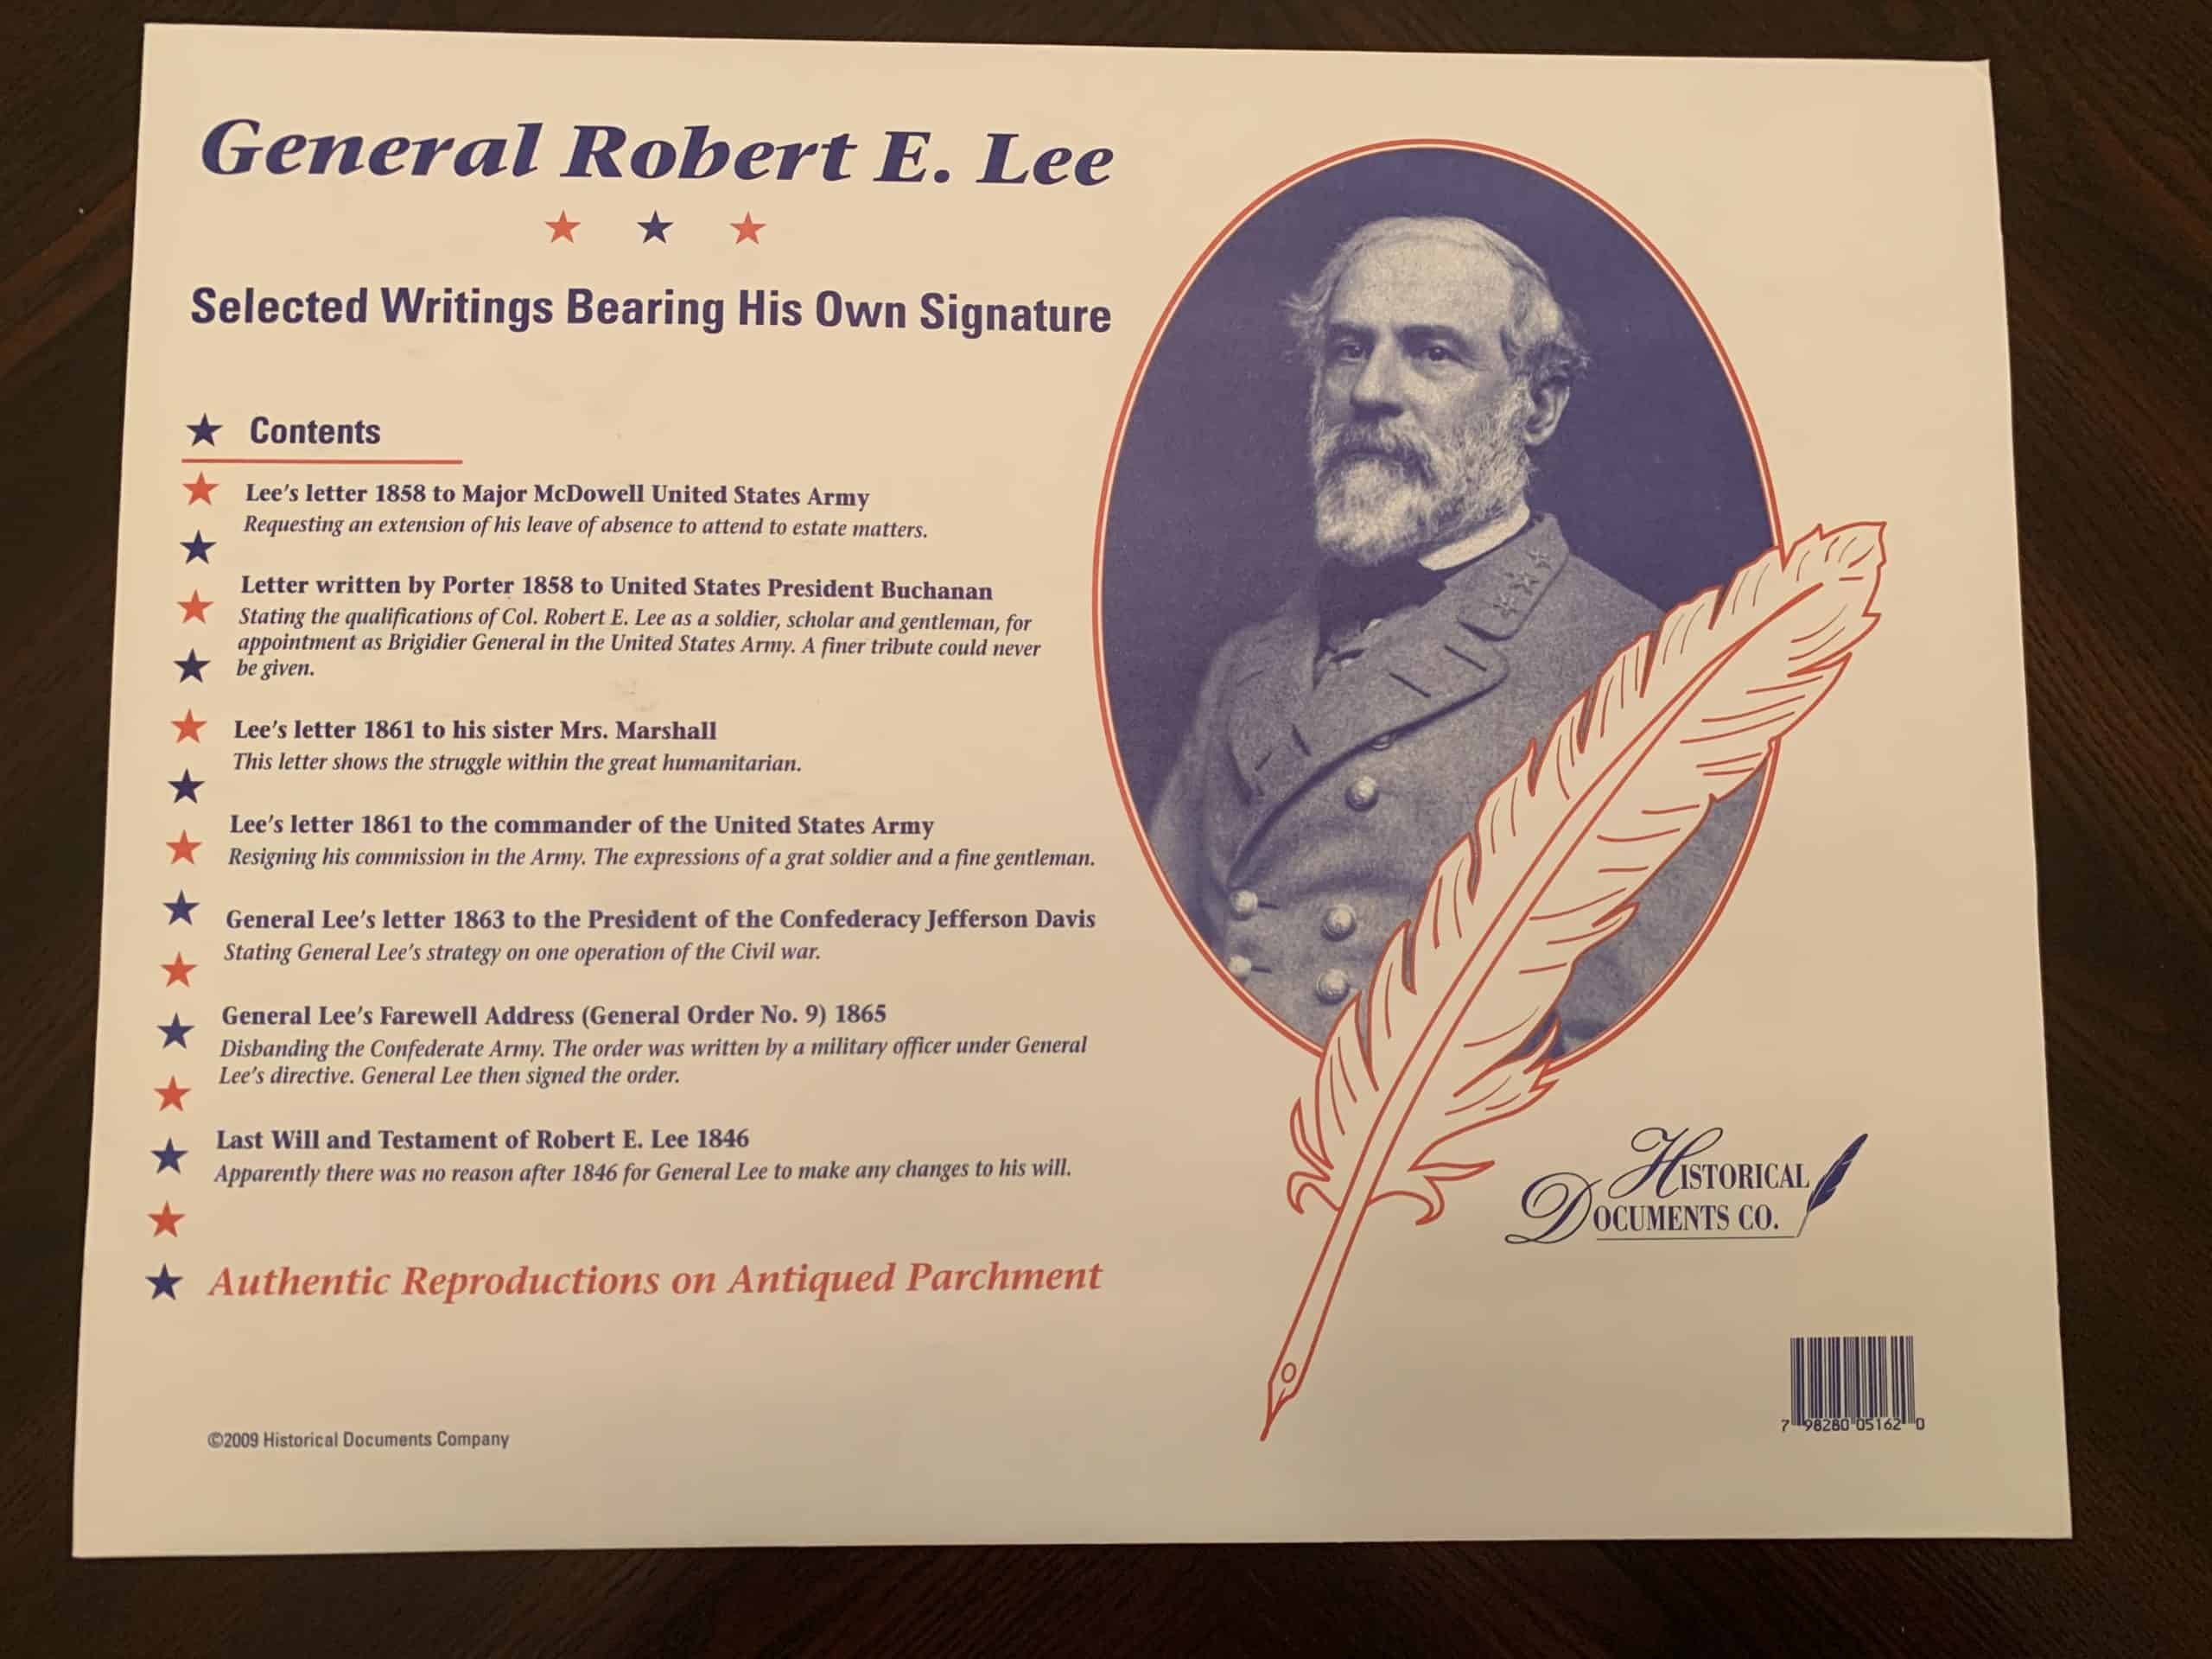 General Robert E. Lee
Selected Writings Bearing His Own Signature
Contents
Lee's letter 1858 to Major McDowell United States Army
Requesting an extension of his leave of absence to attend to estate matters.
Letter written by Porter 1858 to United States President Buchanan
Stating the qualifications of Col. Robert E. Lee as a soldier, scholar and gentleman, for
appointment as Brigidier General in the United States Army. A finer tribute could never
be given.
Lee's letter 1861 to his sister Mrs. Marshall
This letter shows the struggle within the great humanitarian.
Lee's letter 1861 to the commander of the United States Army
Resigning his commission in the Army. The expressions of a grat soldier and a fine gentleman.
General Lee's letter 1863 to the President of the Confederacy Jefferson Davis
Stating General Lee's strategy on one operation of the Civil war.
General Lee's Farewell Address (General Order No. 9) 1865
Disbanding the Confederate Army. The order was written by a military officer under General
Lee's directive. General Lee then signed the order.
Last Will and Testament of Robert E. Lee 1846
Apparently there was no reason after 1846 for General Lee to make any changes to his will.
Authentic Reproductions on Antiqued Parchment
©2009 Historical Documents Company
HISTORICAL
DOCUMENTS CO.
7 98280 05162 0